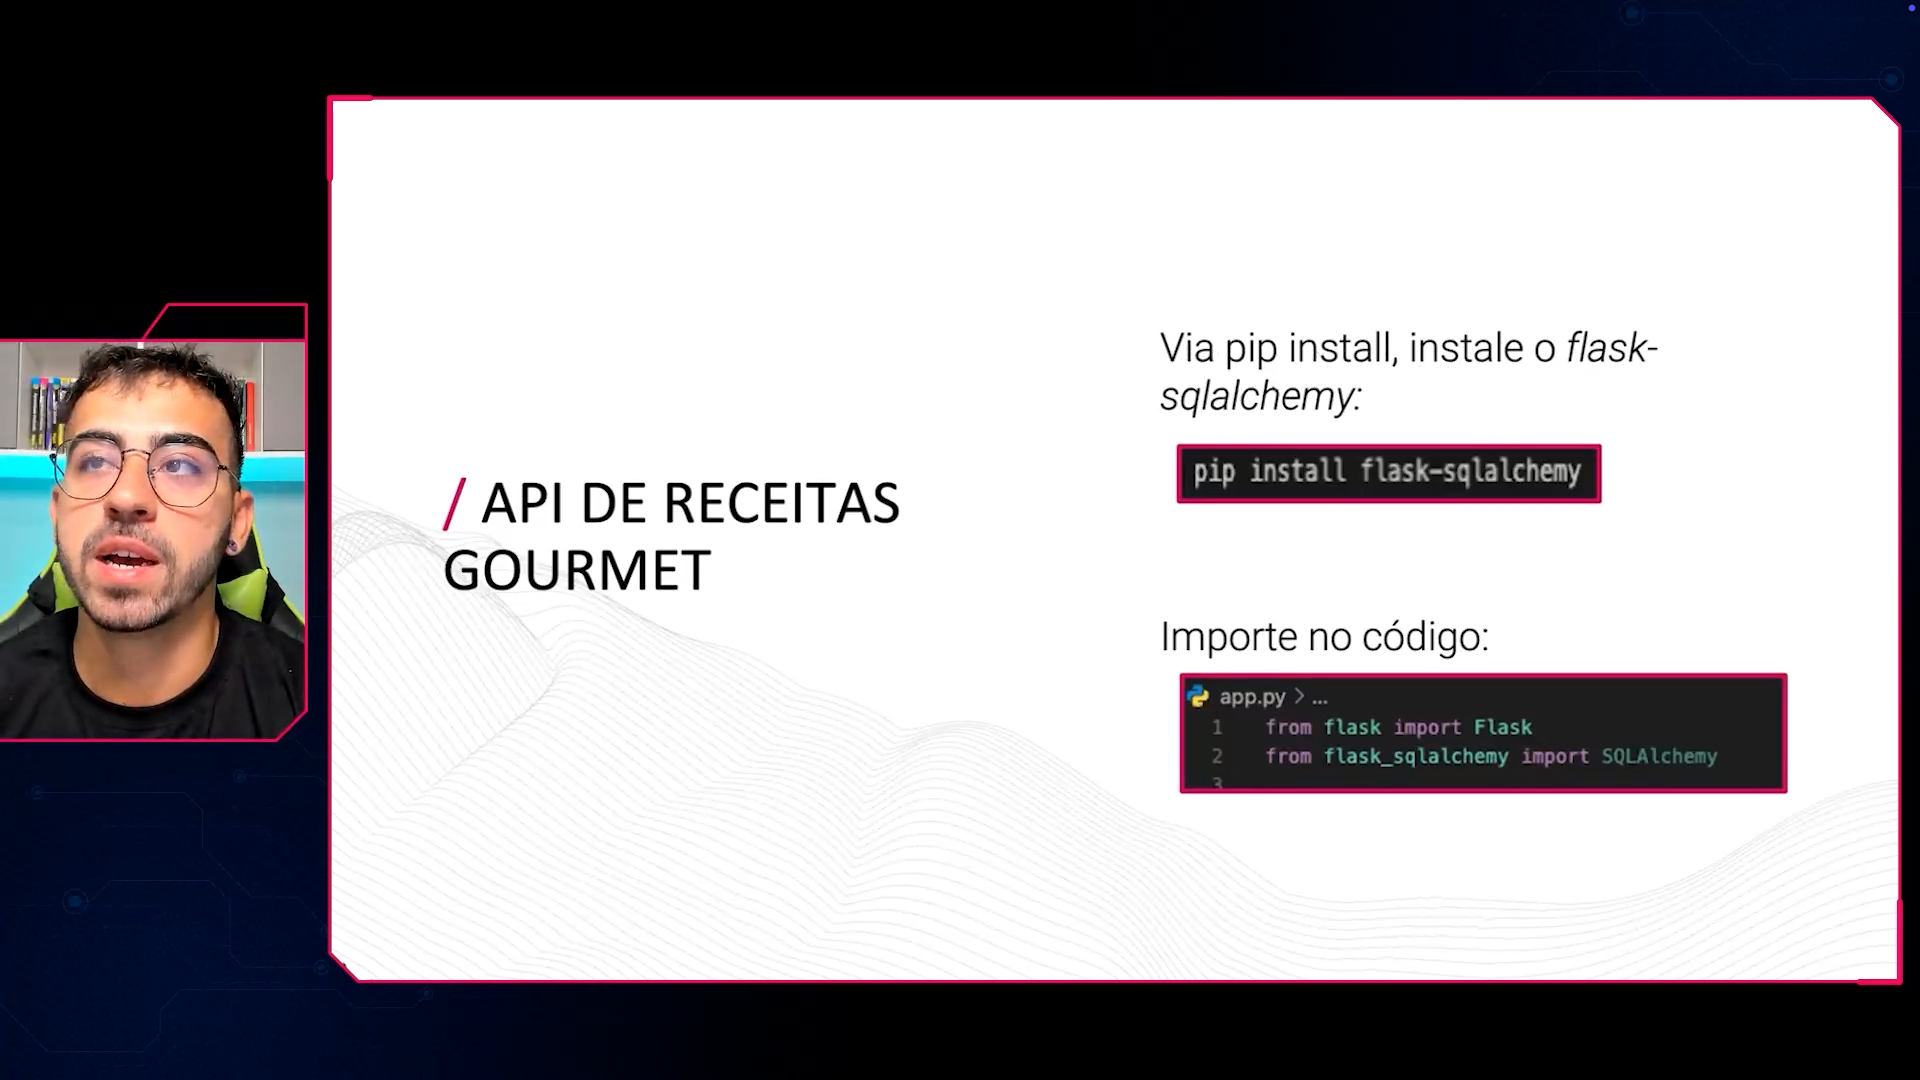 / API DE RECEITAS
GOURMET
Via pip install, instale o flask-
sqlalchemy:
pip install flask-sqlalchemy
Importe no código:
app.py > ...
1 from flask import Flask
2 from flask_sqlalchemy import SQLAlchemy
3